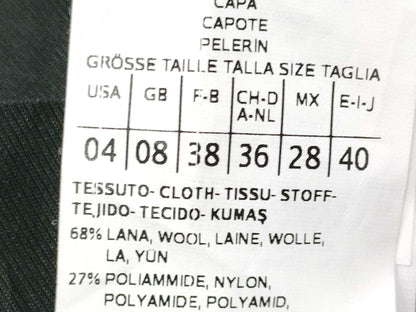 CAPA
CAPOTE
PELERIN
GRÖSSE TAILLE TALLA SIZE TAGLIA
USA GB F-B CH-D A-NL MX E-I-J
04 08 38 36 28 40
TESSUTO- CLOTH- TISSU- STOFF-
TEJIDO- TECIDO- KUMAŞ
68% LANA, WOOL, LAINE, WOLLE,
LA, YÜN
27% POLIAMMIDE, NYLON,
POLYAMIDE, POLYAMID,